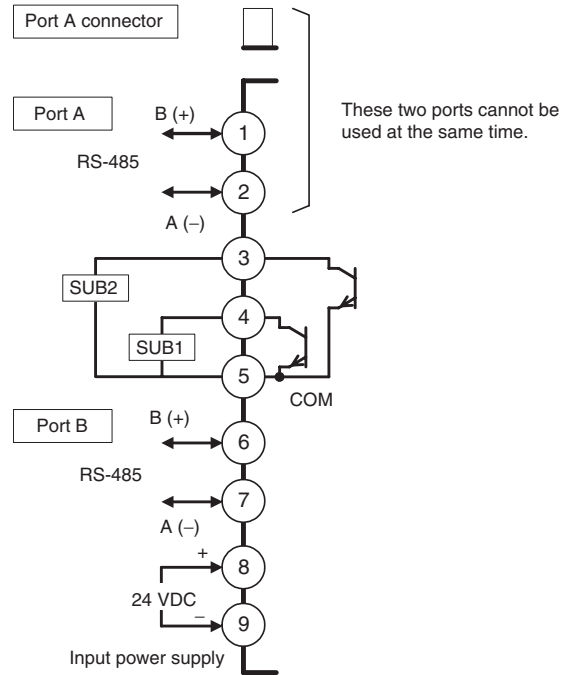 Port A connector
Port A
B (+)
1
RS-485
2
A (−)
These two ports cannot be
used at the same time.
3
SUB2
4
SUB1
5
COM
Port B
B (+)
6
RS-485
7
A (−)
+
8
24 VDC
−
9
Input power supply